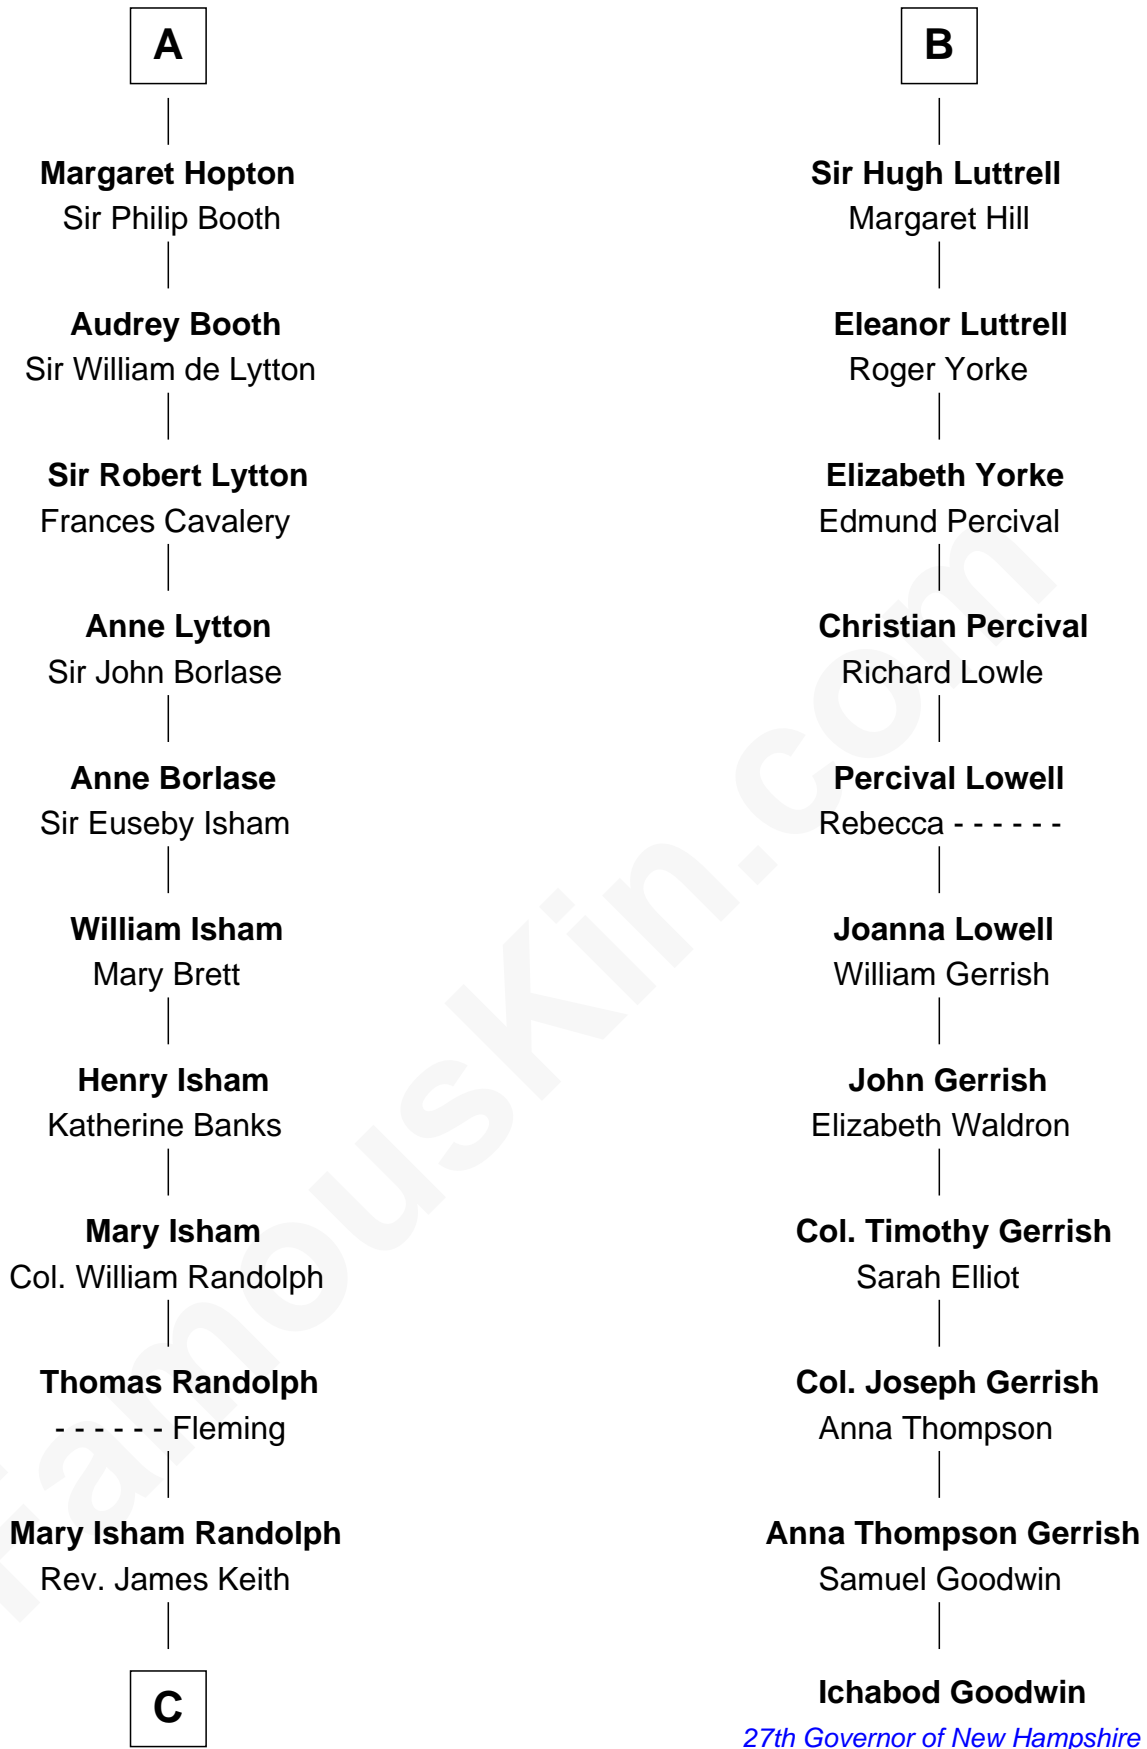 A
Margaret Hopton
Sir Philip Booth
Audrey Booth
Sir William de Lytton
Sir Robert Lytton
Frances Cavalery
Anne Lytton
Sir John Borlase
Anne Borlase
Sir Euseby Isham
William Isham
Mary Brett
Henry Isham
Katherine Banks
Mary Isham
Col. William Randolph
Thomas Randolph
- - - - - - Fleming
Mary Isham Randolph
Rev. James Keith
C
B
Sir Hugh Luttrell
Margaret Hill
Eleanor Luttrell
Roger Yorke
Elizabeth Yorke
Edmund Percival
Christian Percival
Richard Lowle
Percival Lowell
Rebecca - - - - - -
Joanna Lowell
William Gerrish
John Gerrish
Elizabeth Waldron
Col. Timothy Gerrish
Sarah Elliot
Col. Joseph Gerrish
Anna Thompson
Anna Thompson Gerrish
Samuel Goodwin
Ichabod Goodwin
27th Governor of New Hampshire
FamousKin.com